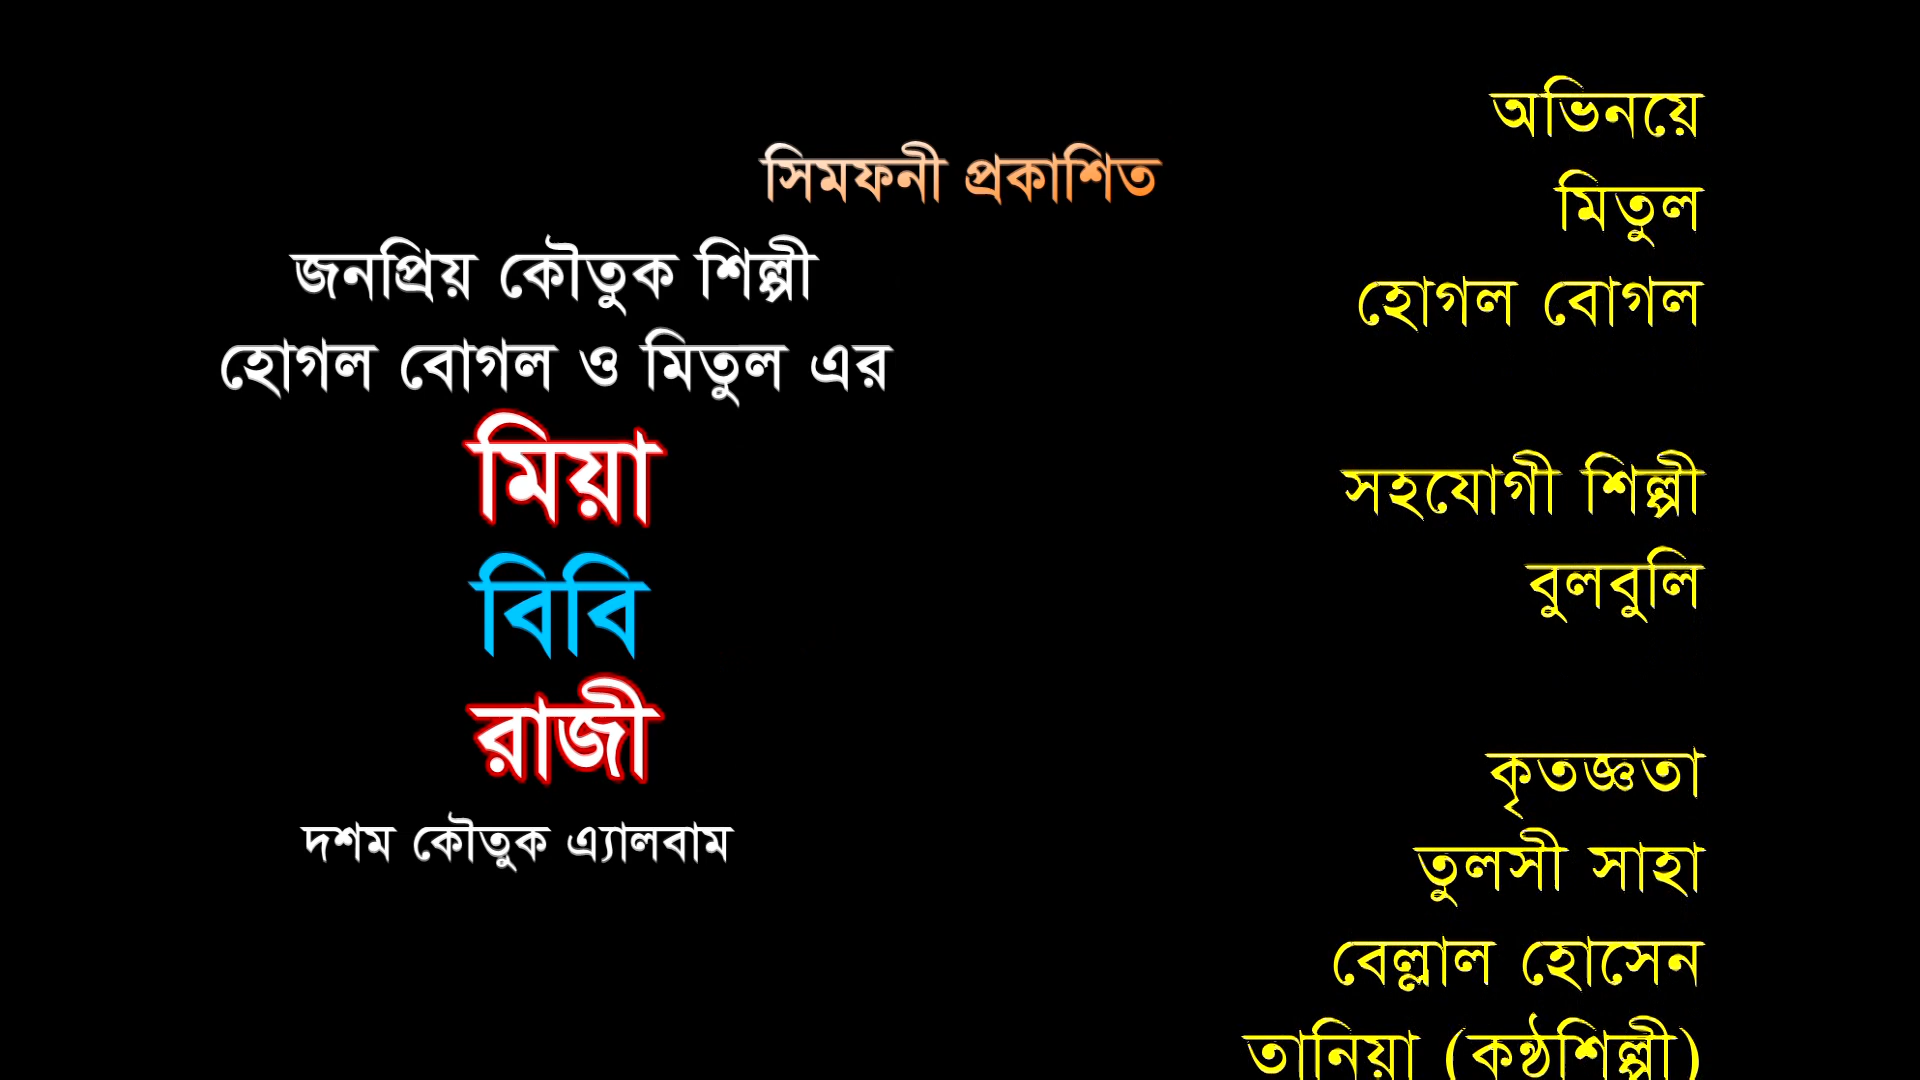 সিমফনী প্রকাশিত
জনপ্রিয় কৌতুক শিল্পী
হোগল বোগল ও মিতুল এর
মিয়া
বিবি
রাজী
দশম কৌতুক এ্যালবাম
অভিনয়ে
মিতুল
হোগল বোগল
সহযোগী শিল্পী
বুলবুলি
কৃতজ্ঞতা
তুলসী সাহা
বেল্লাল হোসেন
তানিয়া (কন্ঠশিল্পী)